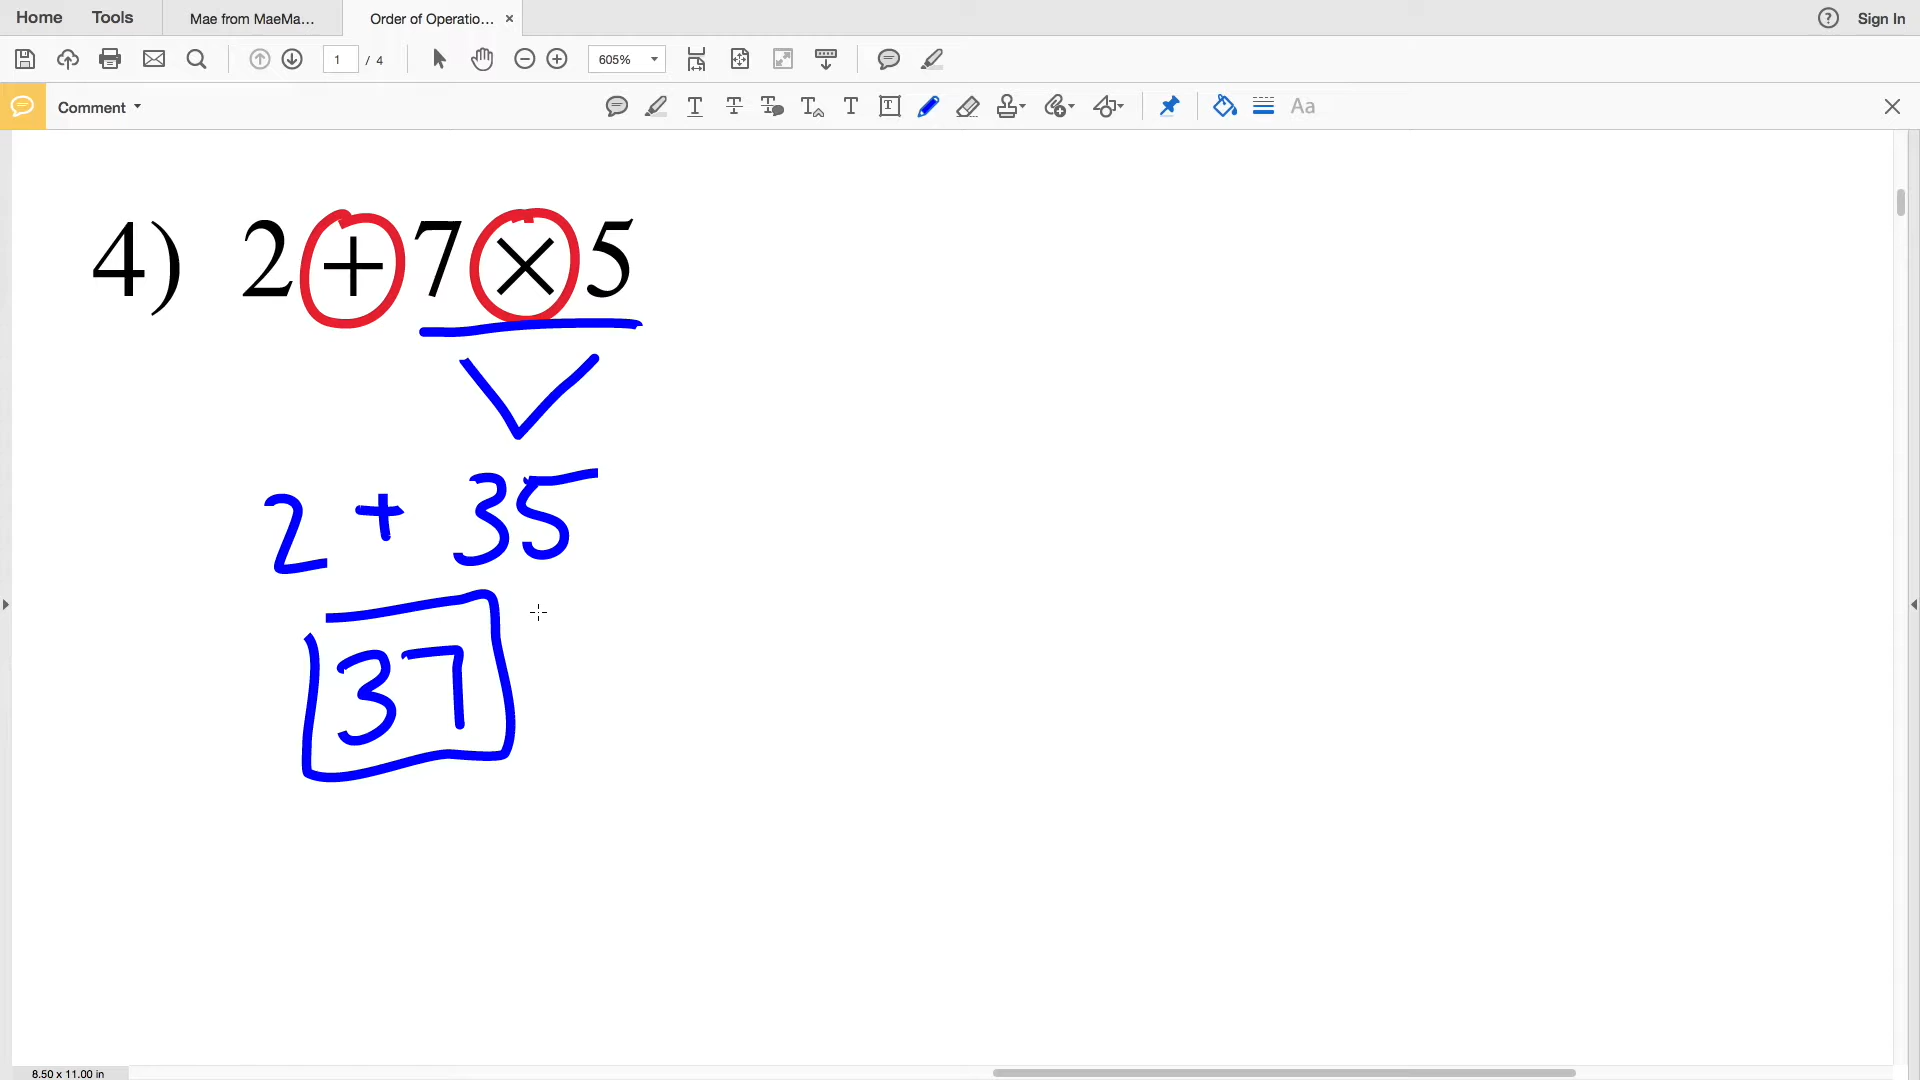 Home Tools Mae from MaeMa... Order of Operatio... × Sign In
1 / 4 605%
Comment Aa
4) 2 + 7 × 5
2 + 35
37
8.50 x 11.00 in